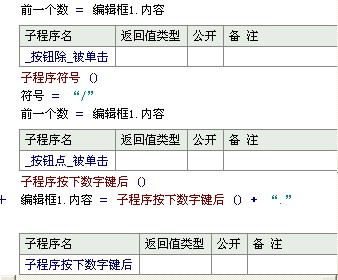 前一个数 = 编辑框1.内容
子程序名 返回值类型 公开 备 注
_按钮除_被单击
子程序符号 ()
符号 = “/”
前一个数 = 编辑框1.内容
子程序名 返回值类型 公开 备 注
_按钮点_被单击
子程序按下数字键后 ()
+ 编辑框1.内容 = 子程序按下数字键后 () + “.”
子程序名 返回值类型 公开 备 注
子程序按下数字键后